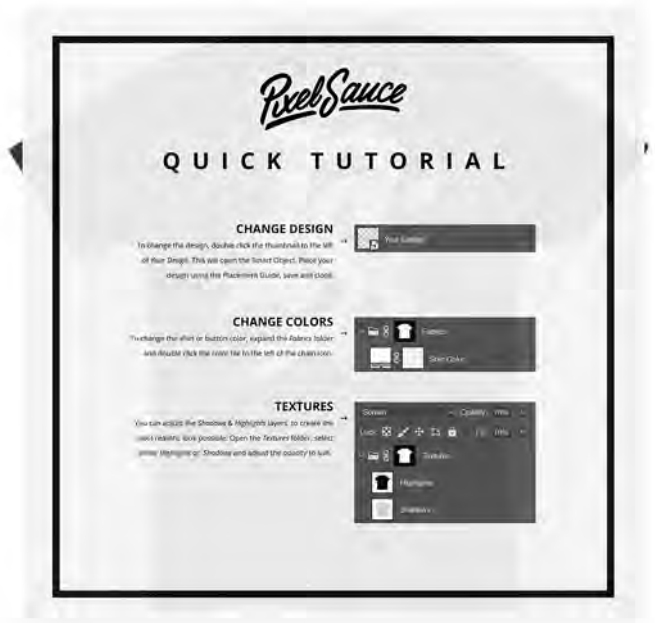 PixelSauce
QUICK TUTORIAL
CHANGE DESIGN
To change the design, double click the thumbnail to the left
of Your Design. This will open the Smart Object. Place your
design using the Placement Guide, save and close.
Your Design
CHANGE COLORS
To change the shirt or button color, expand the Fabrics folder
and double click the color tile to the left of the chain icon.
Fabrics
Shirt Color
TEXTURES
You can adjust the Shadows & Highlights layers, to create the
most realistic look possible. Open the Textures folder, select
either Highlights or Shadows and adjust the opacity to suit.
Screen
Opacity:
Lock:
Textures
Highlights
Shadows